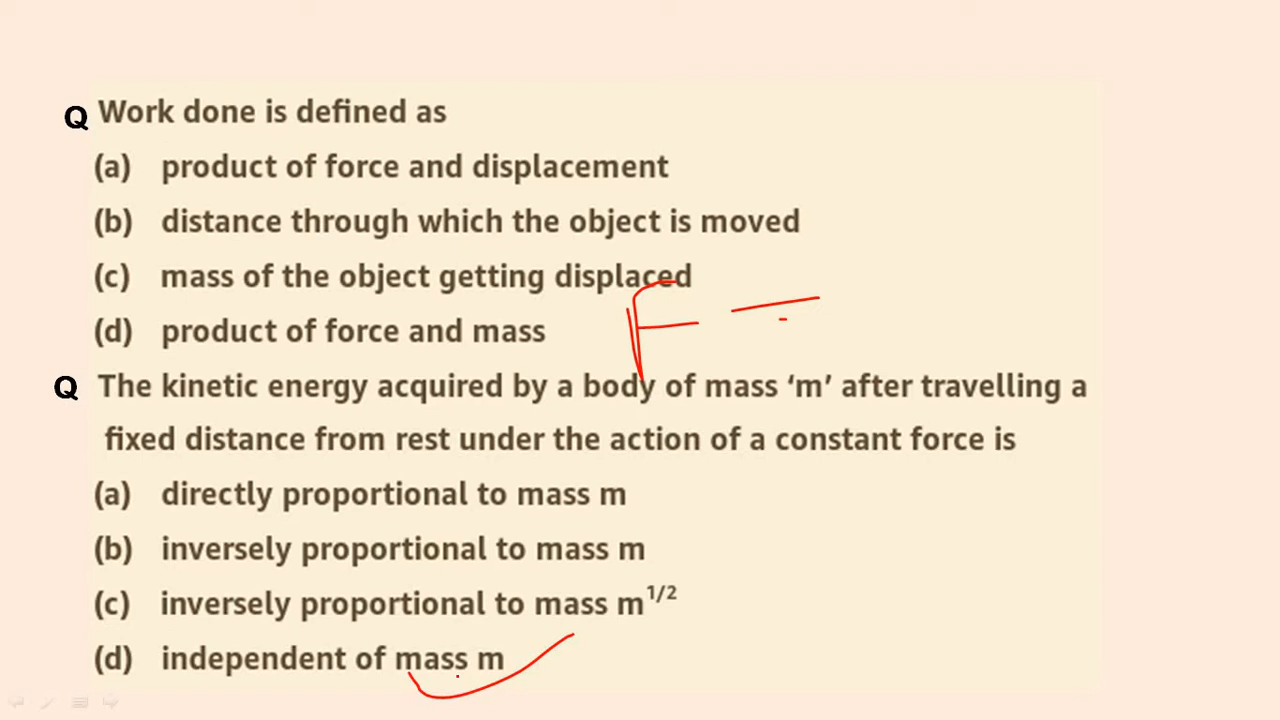 Q Work done is defined as
(a) product of force and displacement
(b) distance through which the object is moved
(c) mass of the object getting displaced
(d) product of force and mass
F
Q The kinetic energy acquired by a body of mass ‘m’ after travelling a
fixed distance from rest under the action of a constant force is
(a) directly proportional to mass m
(b) inversely proportional to mass m
(c) inversely proportional to mass m^1/2
(d) independent of mass m